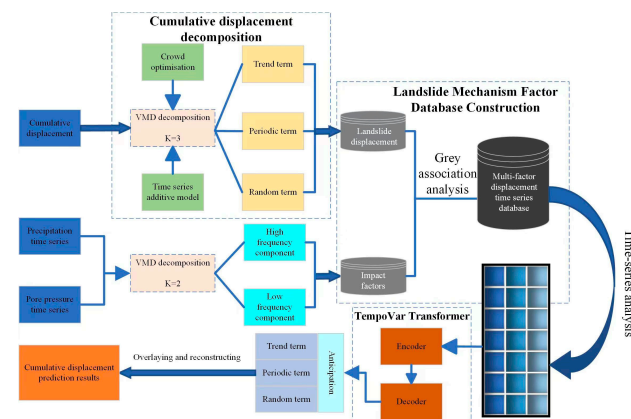 Cumulative displacement
decomposition
Crowd
optimisation
Trend term
Cumulative
displacement
VMD decomposition
K=3
Periodic term
Time series
additive model
Random term
Landslide Mechanism Factor
Database Construction
Landslide
displacement
Grey
association
analysis
Multi-factor
displacement
time series
database
Time-series analysis
Precapitation
time series
Pore pressure
time series
VMD decomposition
K=2
High
frequency
component
Low
frequency
component
Impact
factors
TempoVar Transformer
Encoder
Decoder
Trend term
Periodic term
Random term
Anticipation
Overlaying and reconstructing
Cumulative displacement
prediction results